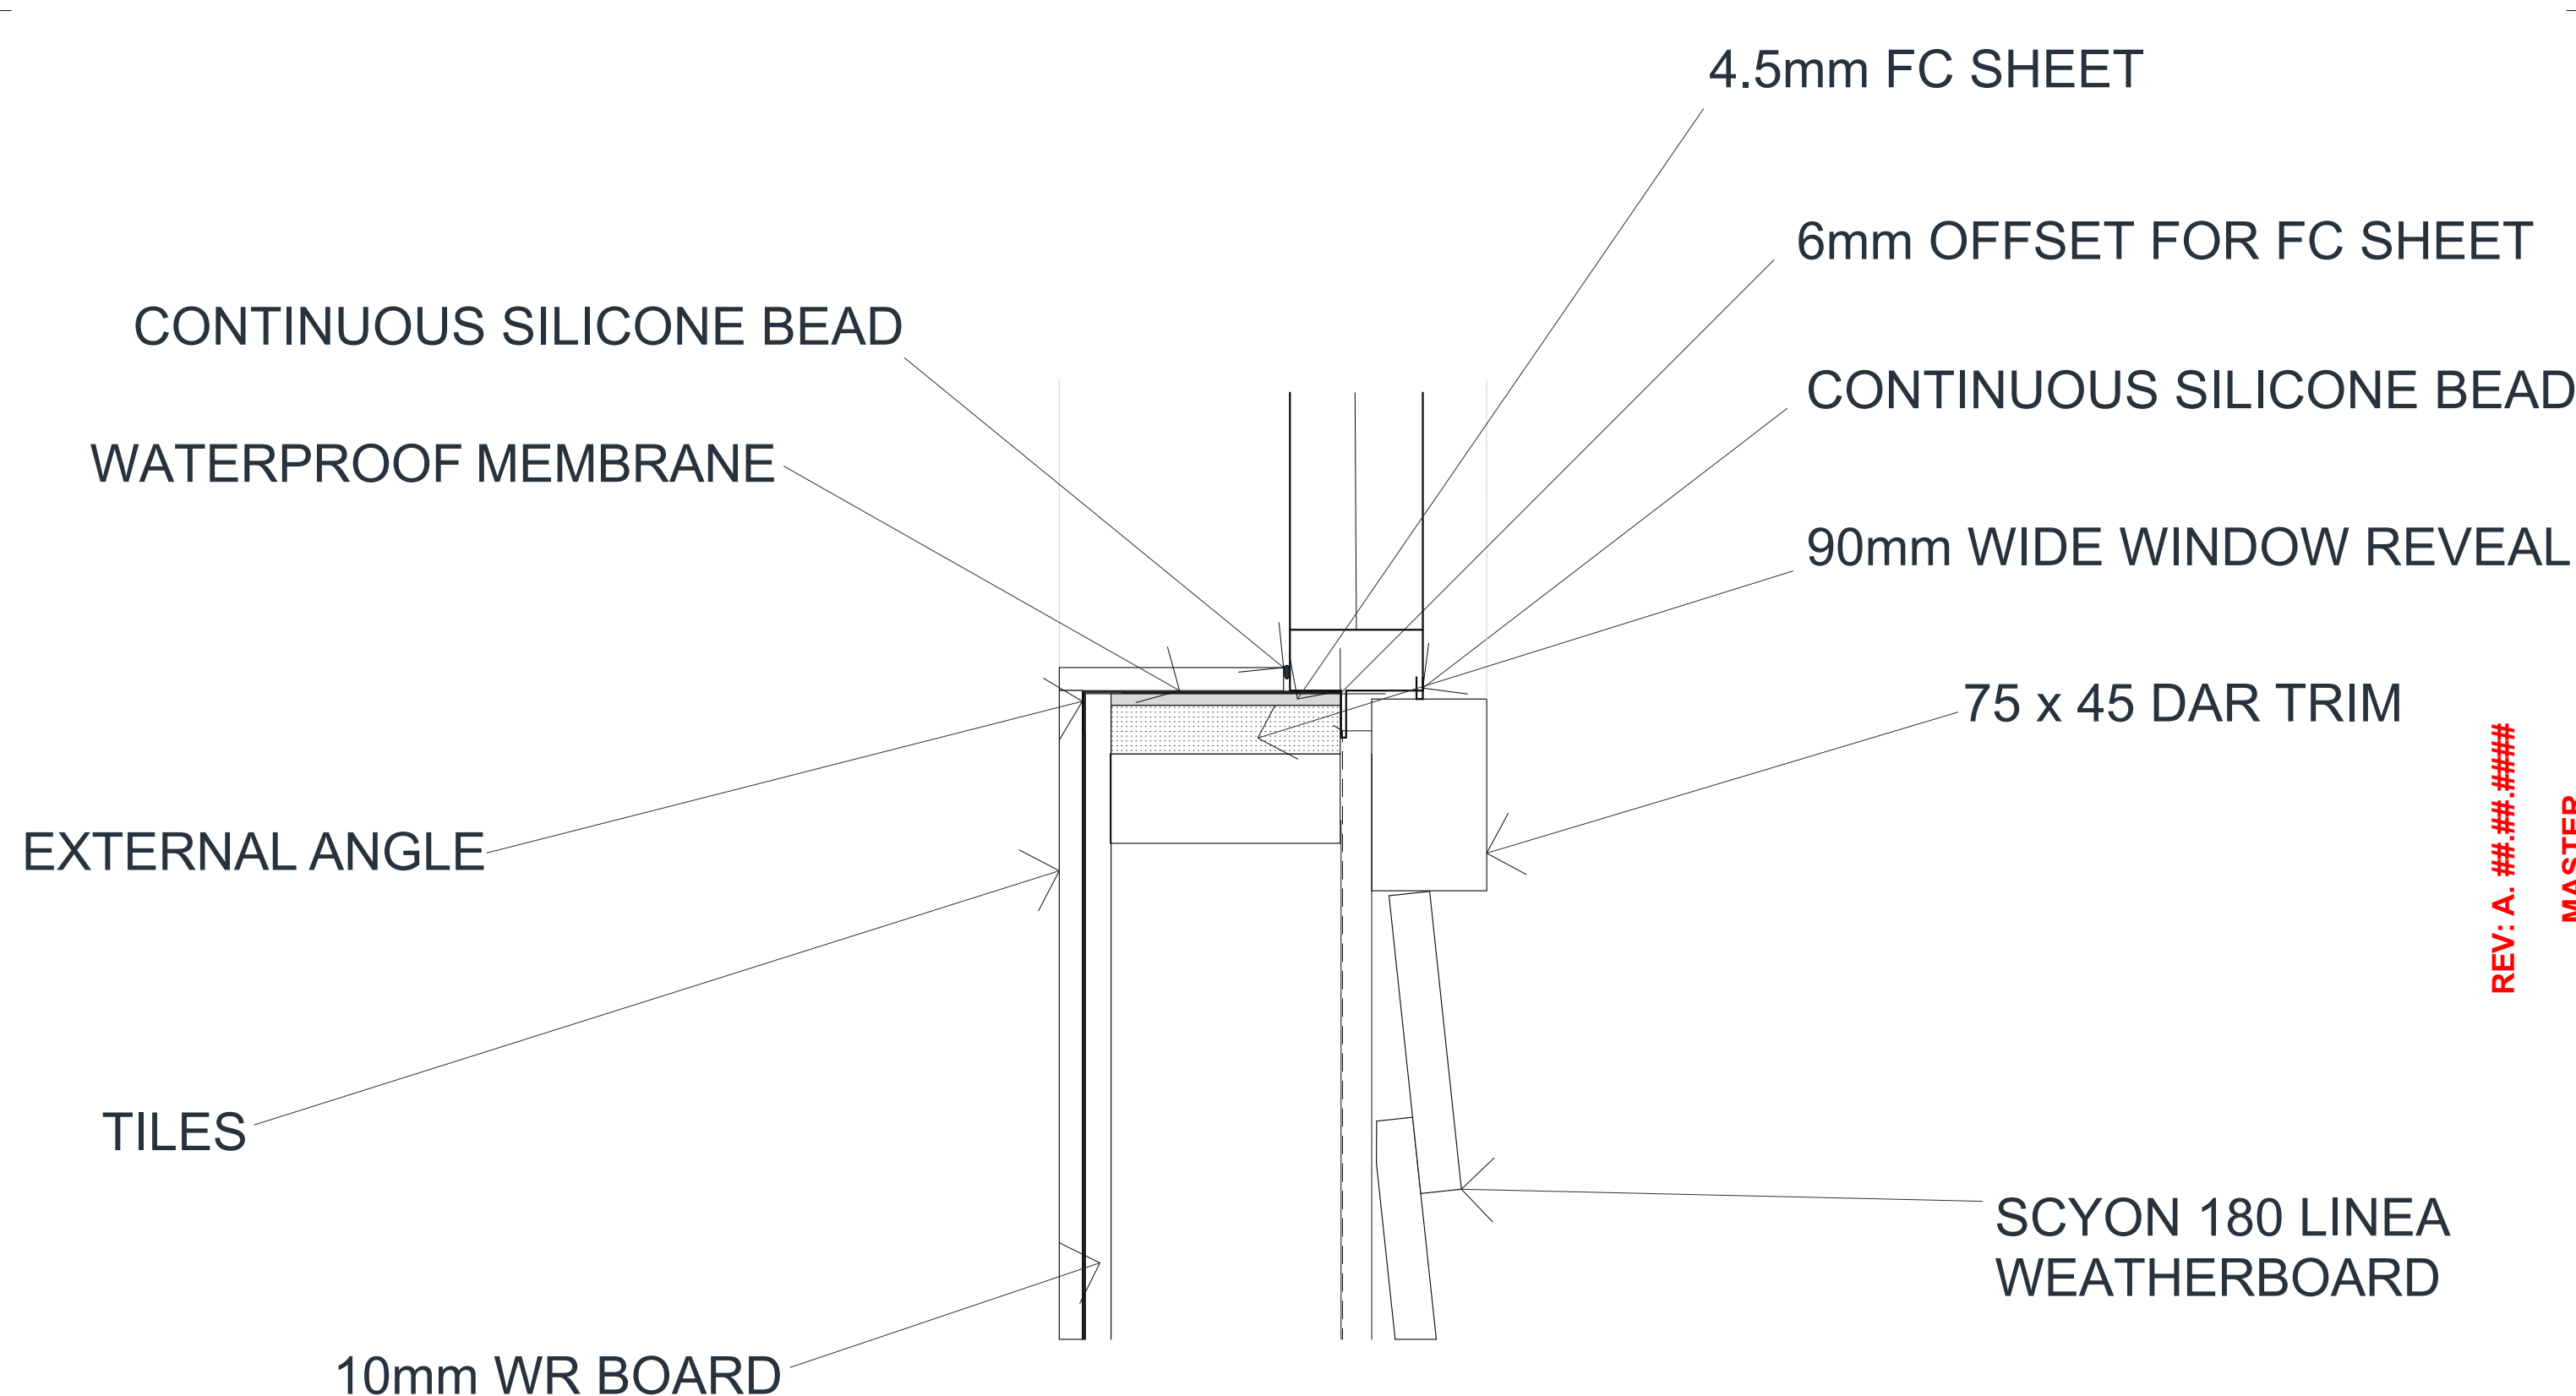 4.5mm FC SHEET
6mm OFFSET FOR FC SHEET
CONTINUOUS SILICONE BEAD
CONTINUOUS SILICONE BEAD
WATERPROOF MEMBRANE
90mm WIDE WINDOW REVEAL
75 x 45 DAR TRIM
EXTERNAL ANGLE
TILES
SCYON 180 LINEA
WEATHERBOARD
10mm WR BOARD
REV: A. ##.##.####
MASTER